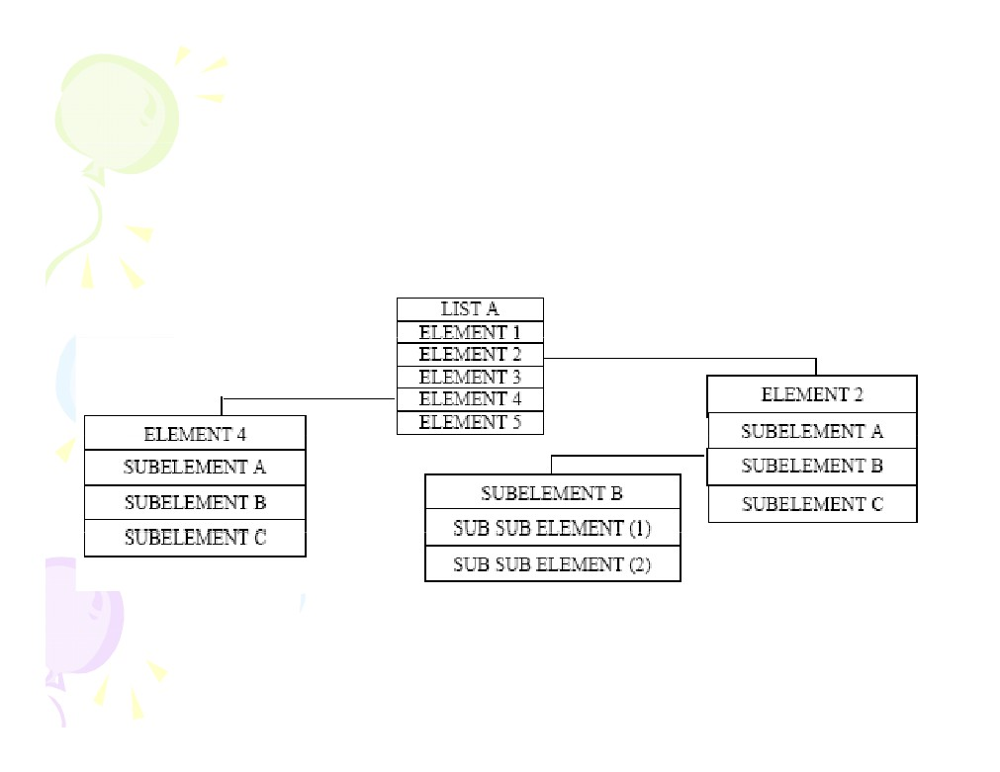 LIST A
ELEMENT 1
ELEMENT 2
ELEMENT 3
ELEMENT 4
ELEMENT 5
ELEMENT 4
SUBELEMENT A
SUBELEMENT B
SUBELEMENT C
SUBELEMENT B
SUB SUB ELEMENT (1)
SUB SUB ELEMENT (2)
ELEMENT 2
SUBELEMENT A
SUBELEMENT B
SUBELEMENT C